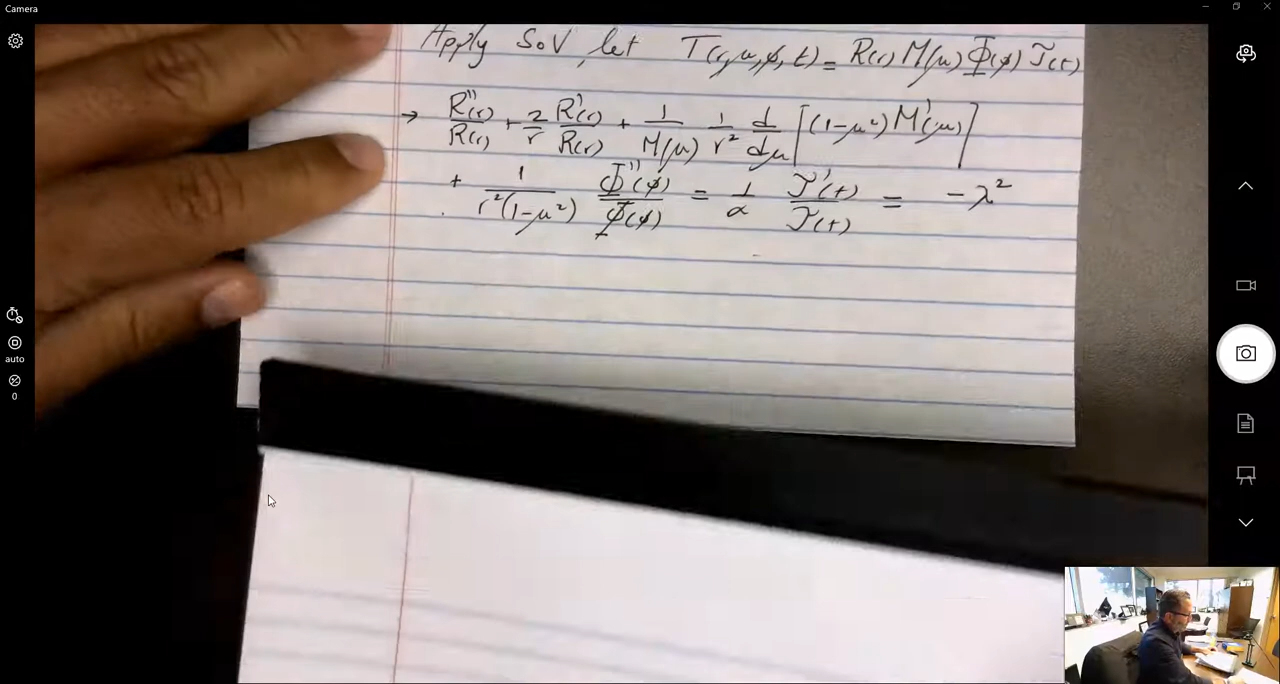 Camera
Apply SoV, let T(r,μ,φ,t) = R(r) M(μ) Φ(φ) 𝒯(t)
→ R''(r)/R(r) + 2/r R'(r)/R(r) + 1/M(μ) 1/r² d/dμ [(1-μ²) M'(μ)]
+ 1/r²(1-μ²) Φ''(φ)/Φ(φ) = 1/α 𝒯'(t)/𝒯(t) = -λ²
auto
0